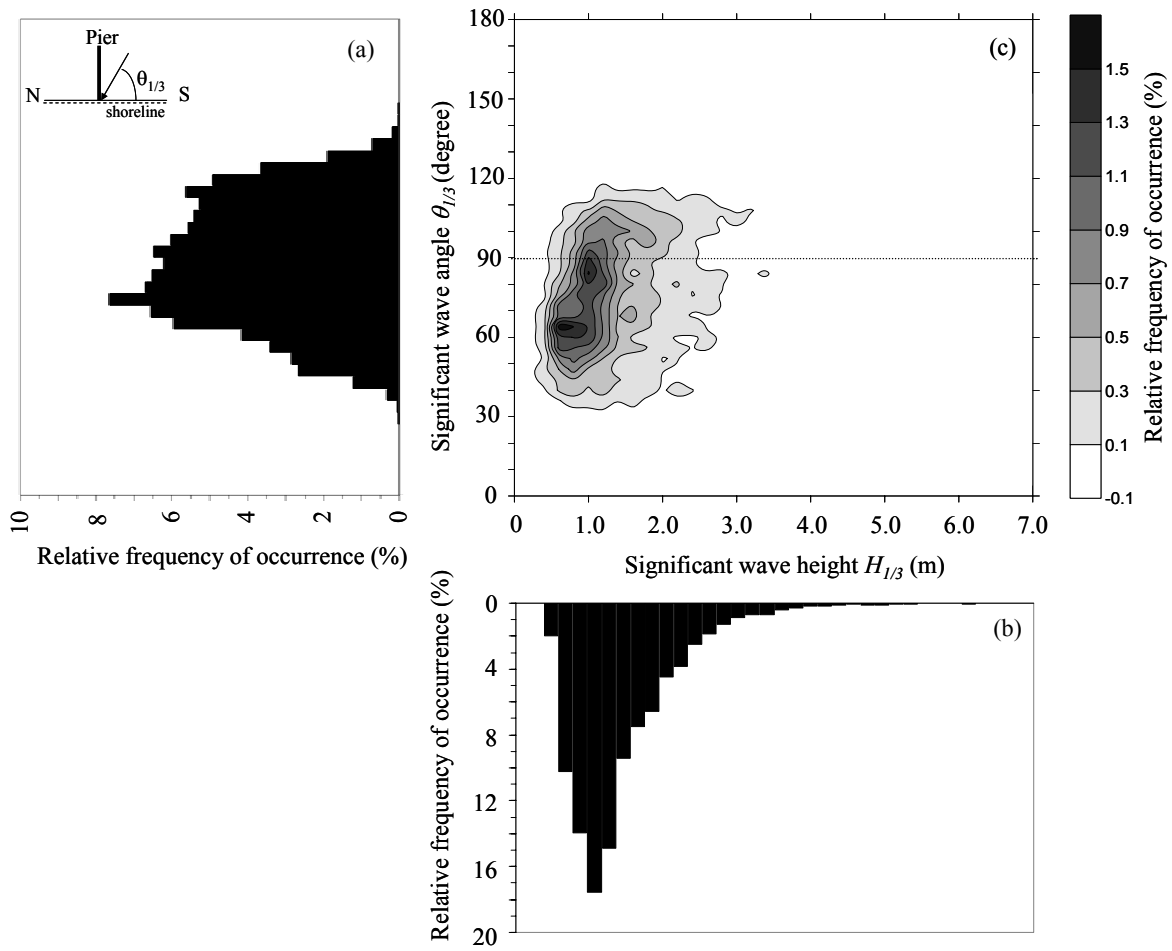 (a)
Pier
θ1/3
N
S
shoreline
10
8
6
4
2
0
Relative frequency of occurrence (%)
(c)
180
150
120
90
60
30
0
Significant wave angle θ1/3 (degree)
0 1.0 2.0 3.0 4.0 5.0 6.0 7.0
Significant wave height H1/3 (m)
1.5
1.3
1.1
0.9
0.7
0.5
0.3
0.1
-0.1
Relative frequency of occurrence (%)
(b)
0
4
8
12
16
20
Relative frequency of occurrence (%)